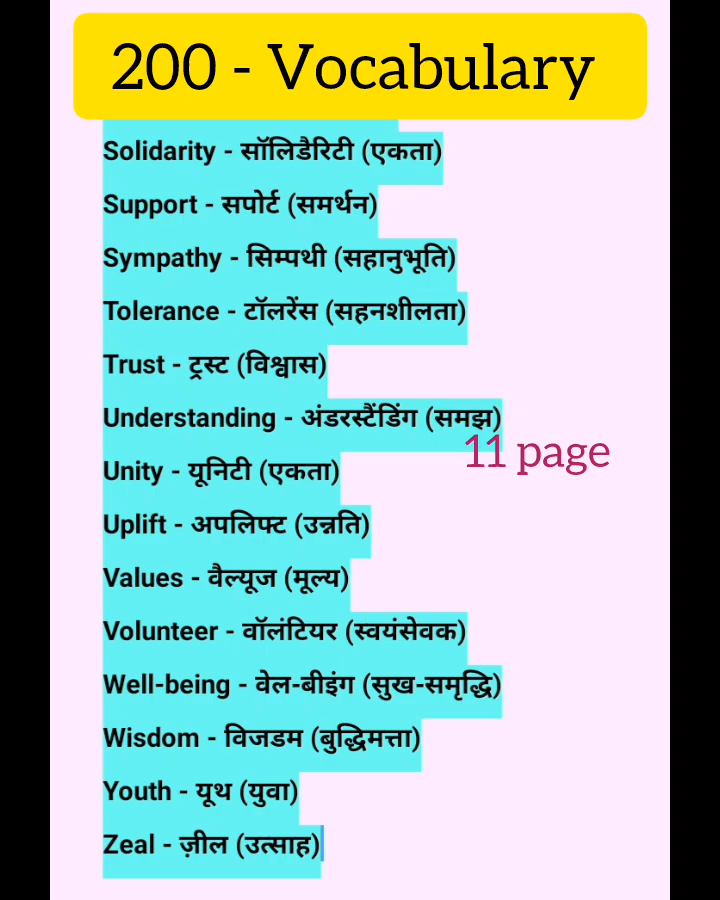 200 - Vocabulary
Solidarity - सॉलिडैरिटी (एकता)
Support - सपोर्ट (समर्थन)
Sympathy - सिम्पथी (सहानुभूति)
Tolerance - टॉलरेंस (सहनशीलता)
Trust - ट्रस्ट (विश्वास)
Understanding - अंडरस्टैंडिंग (समझ)
11 page
Unity - यूनिटी (एकता)
Uplift - अपलिफ्ट (उन्नति)
Values - वैल्यूज (मूल्य)
Volunteer - वॉलंटियर (स्वयंसेवक)
Well-being - वेल-बीइंग (सुख-समृद्धि)
Wisdom - विजडम (बुद्धिमत्ता)
Youth - यूथ (युवा)
Zeal - ज़ील (उत्साह)